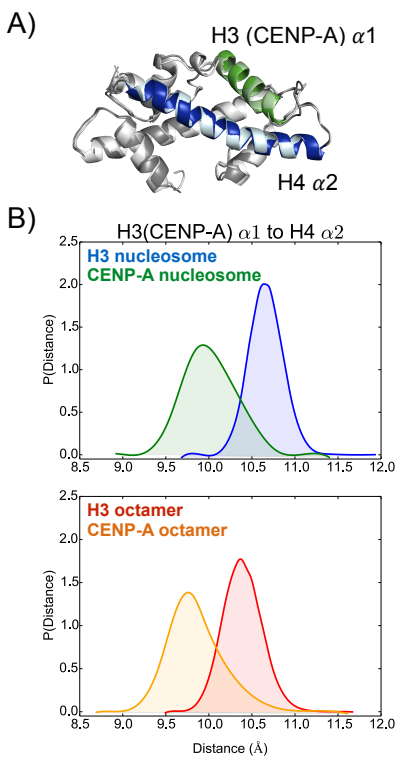 A)
H3 (CENP-A) α1
H4 α2
B)
H3(CENP-A) α1 to H4 α2
H3 nucleosome
CENP-A nucleosome
P(Distance)
2.5
2.0
1.5
1.0
0.5
0.0
8.5 9.0 9.5 10.0 10.5 11.0 11.5 12.0
H3 octamer
CENP-A octamer
P(Distance)
2.5
2.0
1.5
1.0
0.5
0.0
8.5 9.0 9.5 10.0 10.5 11.0 11.5 12.0
Distance (Å)